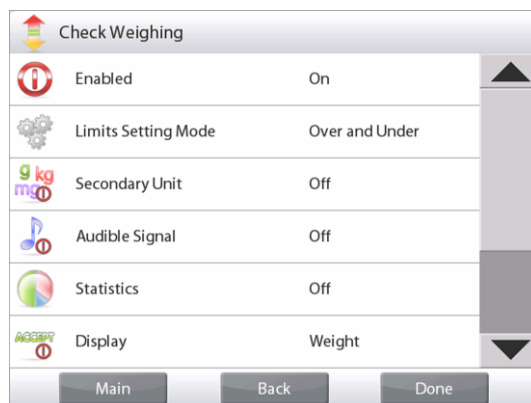 Check Weighing
Enabled On
Limits Setting Mode Over and Under
g kg
mg
Secondary Unit Off
Audible Signal Off
Statistics Off
ACCEPT
Display Weight
Main Back Done